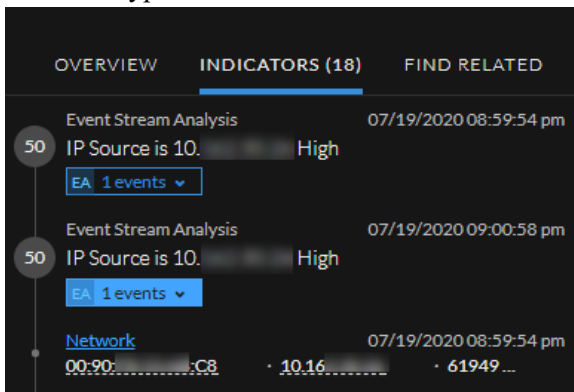 OVERVIEW INDICATORS (18) FIND RELATED
Event Stream Analysis 07/19/2020 08:59:54 pm
50 IP Source is 10. High
EA 1 events
Event Stream Analysis 07/19/2020 09:00:58 pm
50 IP Source is 10. High
EA 1 events
Network 07/19/2020 08:59:54 pm
00:90: :C8 · 10.16 · 61949 ...